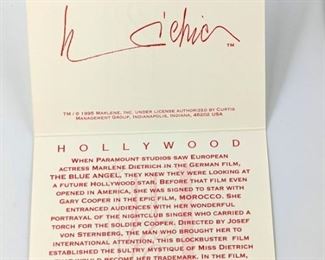 TM
TM / © 1995 MARLENE, INC. UNDER LICENSE AUTHORIZED BY CURTIS
MANAGEMENT GROUP, INDIANAPOLIS, INDIANA, 46202 USA
HOLLYWOOD
WHEN PARAMOUNT STUDIOS SAW EUROPEAN
ACTRESS MARLENE DIETRICH IN THE GERMAN FILM,
THE BLUE ANGEL, THEY KNEW THEY WERE LOOKING AT
A FUTURE HOLLYWOOD STAR. BEFORE THAT FILM EVEN
OPENED IN AMERICA, SHE WAS SIGNED TO STAR WITH
GARY COOPER IN THE EPIC FILM, MOROCCO. SHE
ENTRANCED AUDIENCES WITH HER WONDERFUL
PORTRAYAL OF THE NIGHTCLUB SINGER WHO CARRIED A
TORCH FOR THE SOLDIER COOPER. DIRECTED BY JOSEF
VON STERNBERG, THE MAN WHO BROUGHT HER TO
INTERNATIONAL ATTENTION, THIS BLOCKBUSTER FILM
ESTABLISHED THE SULTRY MYSTIQUE OF MISS DIETRICH
WOULD BECOME HER TRADEMARK. IN THE FILM,